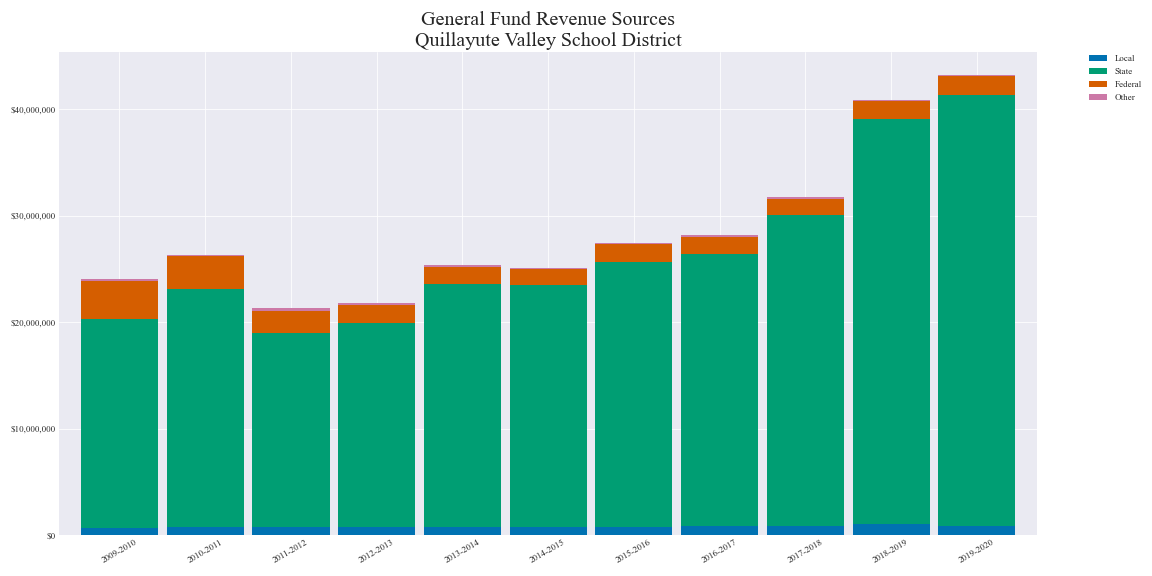 General Fund Revenue Sources
Quillayute Valley School District
Local
State
Federal
Other
$40,000,000
$30,000,000
$20,000,000
$10,000,000
$0
2009-2010
2010-2011
2011-2012
2012-2013
2013-2014
2014-2015
2015-2016
2016-2017
2017-2018
2018-2019
2019-2020